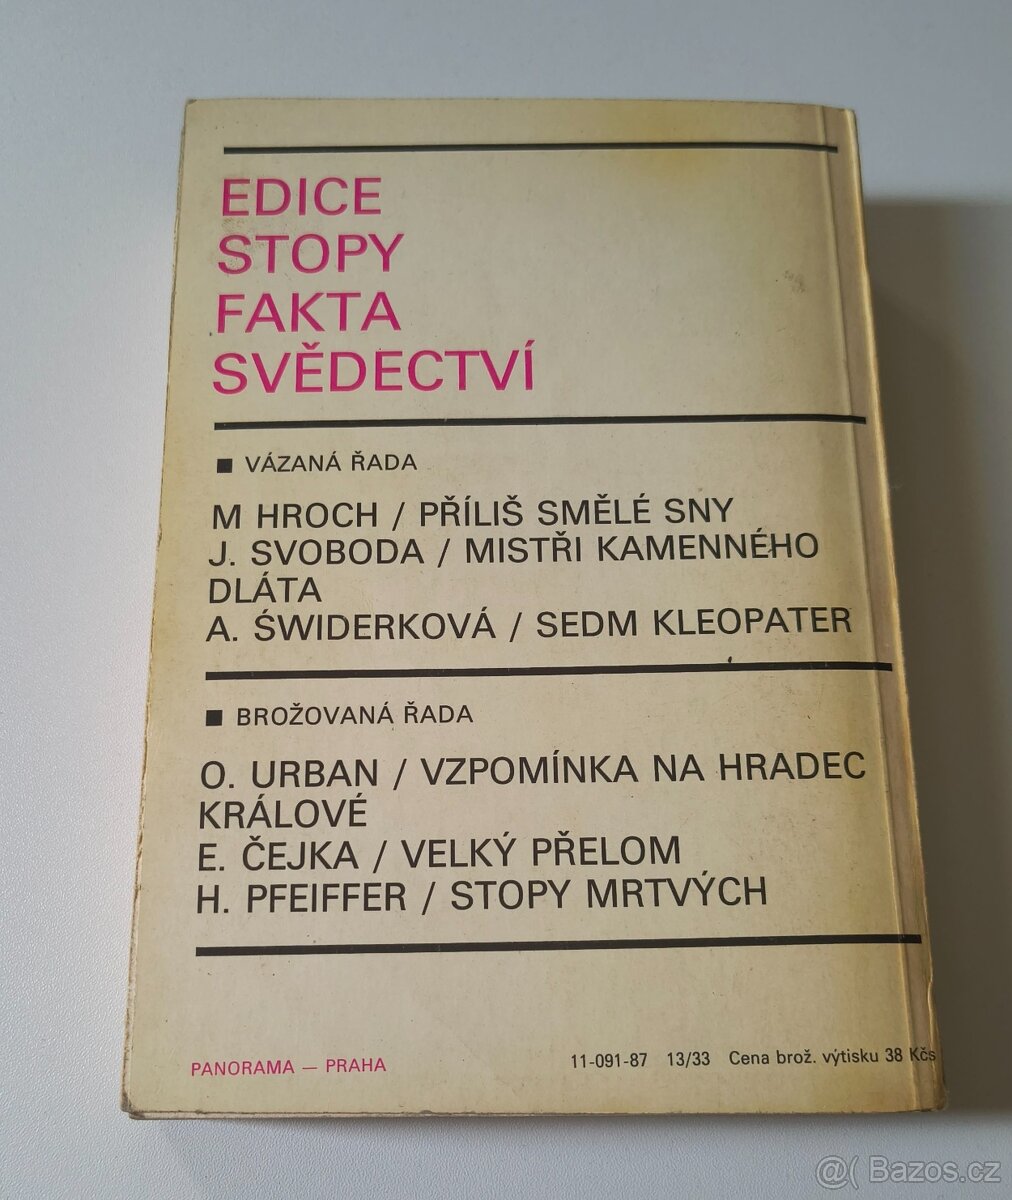 EDICE
STOPY
FAKTA
SVĚDECTVÍ
■ VÁZANÁ ŘADA
M HROCH / PŘÍLIŠ SMĚLÉ SNY
J. SVOBODA / MISTŘI KAMENNÉHO
DLÁTA
A. ŚWIDERKOVÁ / SEDM KLEOPATER
■ BROŽOVANÁ ŘADA
O. URBAN / VZPOMÍNKA NA HRADEC
KRÁLOVÉ
E. ČEJKA / VELKÝ PŘELOM
H. PFEIFFER / STOPY MRTVÝCH
PANORAMA — PRAHA
11-091-87 13/33 Cena brož. výtisku 38 Kčs
@( Bazos.cz